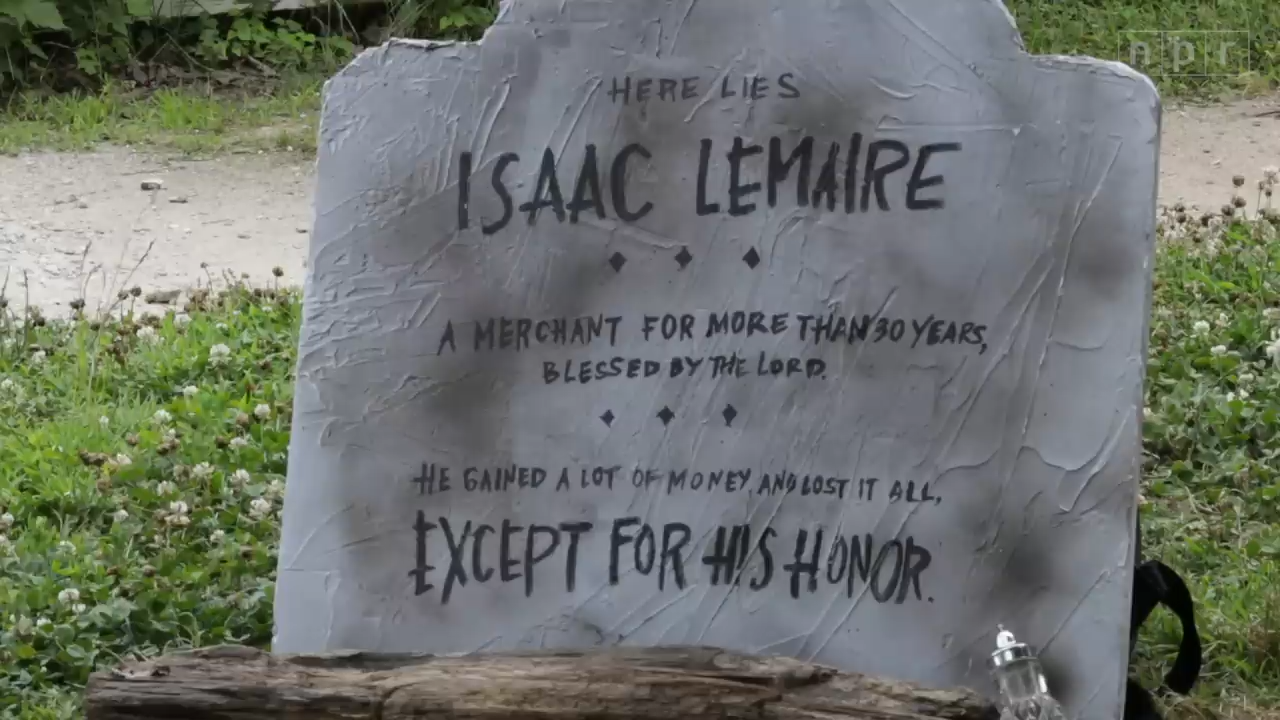 npr
HERE LIES
ISAAC LEMAIRE
A MERCHANT FOR MORE THAN 30 YEARS,
BLESSED BY THE LORD.
HE GAINED A LOT OF MONEY, AND LOST IT ALL,
EXCEPT FOR HIS HONOR.